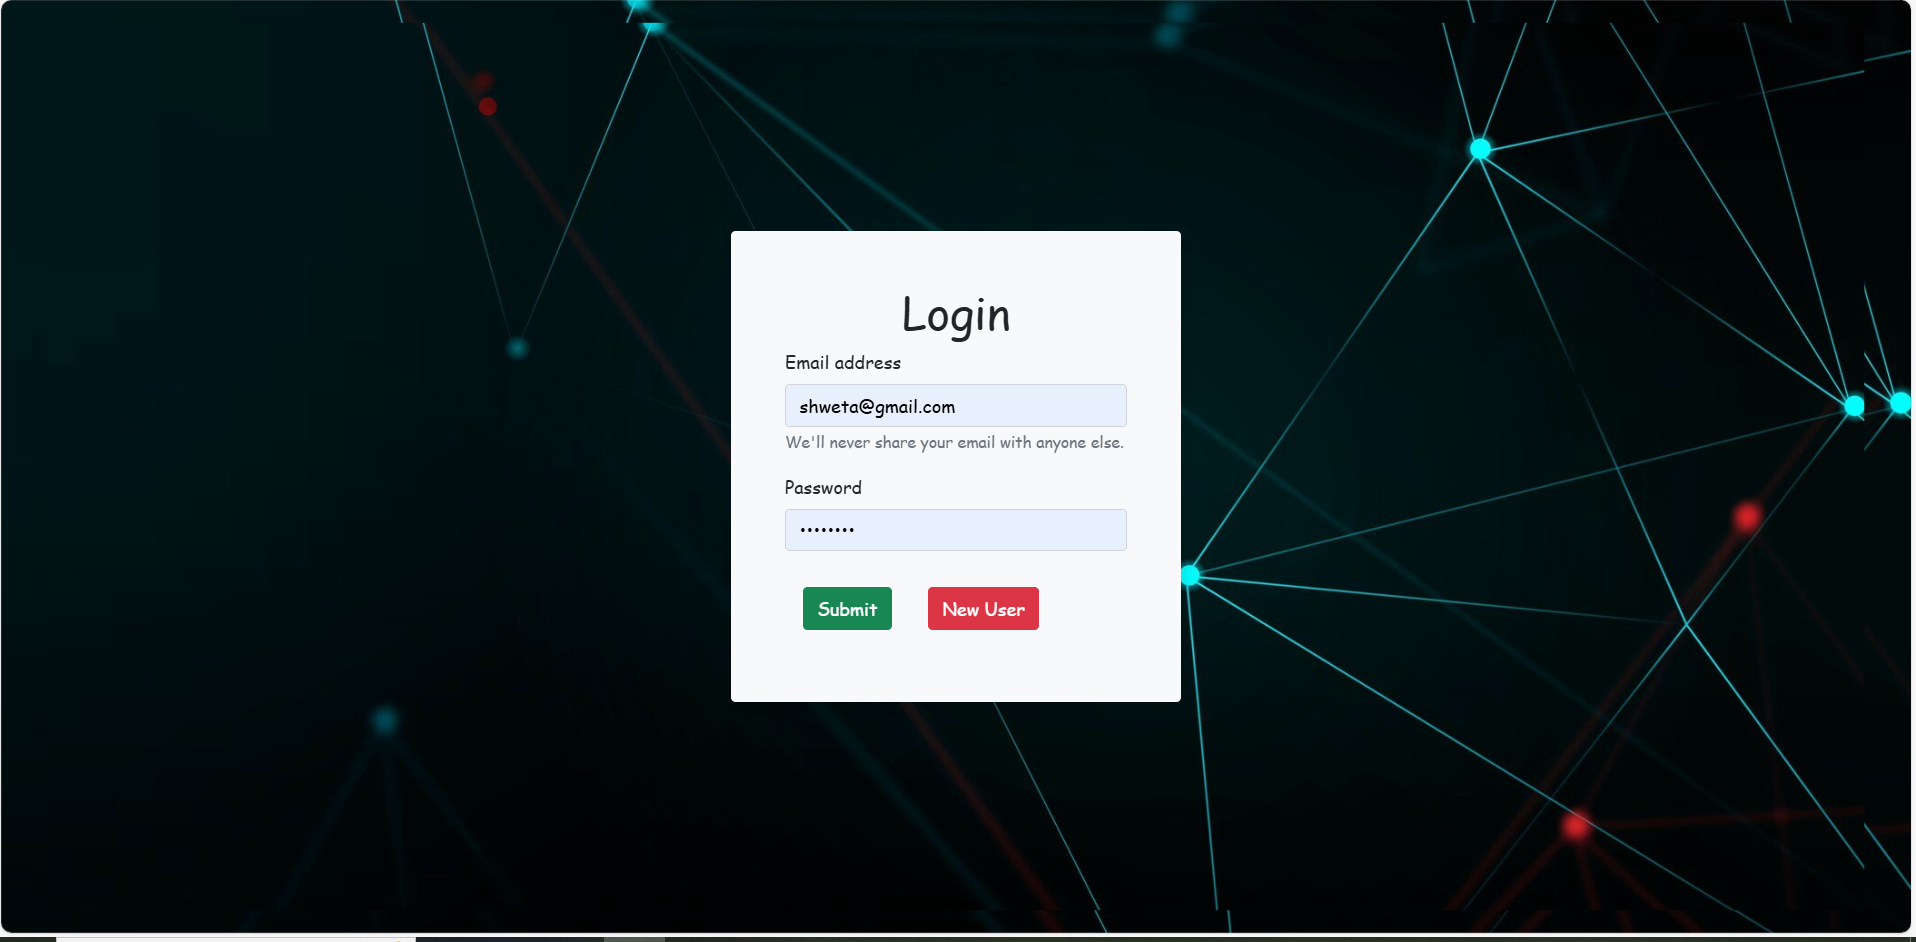 Login
Email address
shweta@gmail.com
We'll never share your email with anyone else.
Password
••••••••
Submit New User